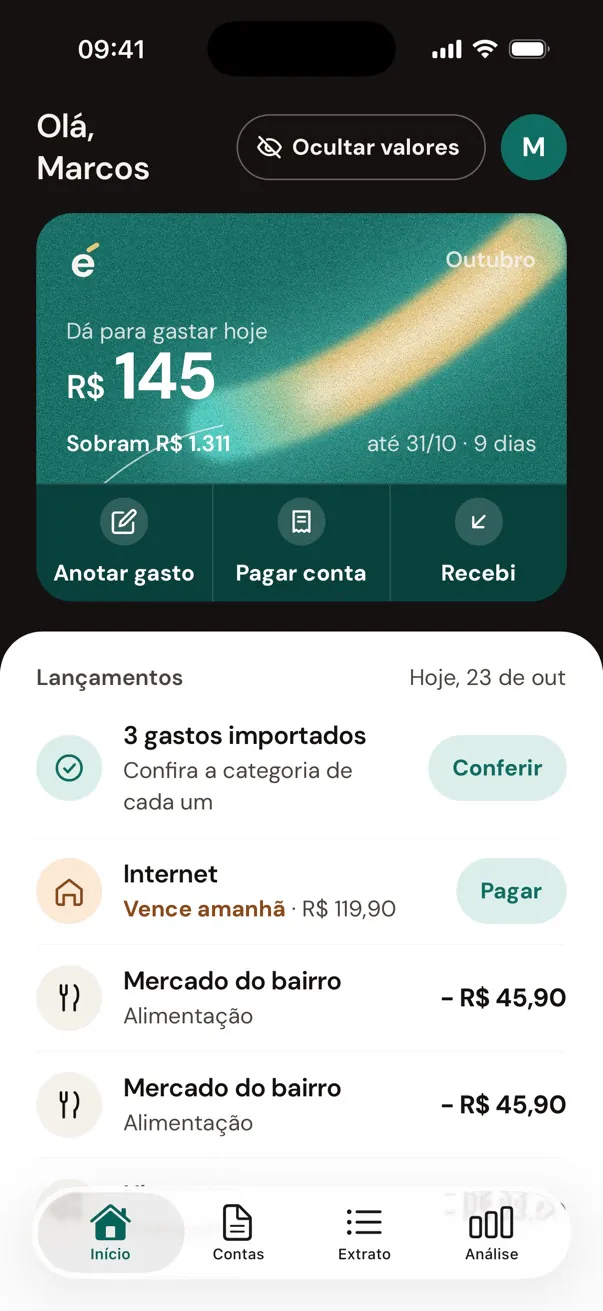 09:41
Olá,
Marcos
Ocultar valores
M
é
Outubro
Dá para gastar hoje
R$ 145
Sobram R$ 1.311
até 31/10 · 9 dias
Anotar gasto
Pagar conta
Recebi
Lançamentos
Hoje, 23 de out
3 gastos importados
Confira a categoria de
cada um
Conferir
Internet
Vence amanhã · R$ 119,90
Pagar
Mercado do bairro
Alimentação
– R$ 45,90
Mercado do bairro
Alimentação
– R$ 45,90
Início
Contas
Extrato
Análise